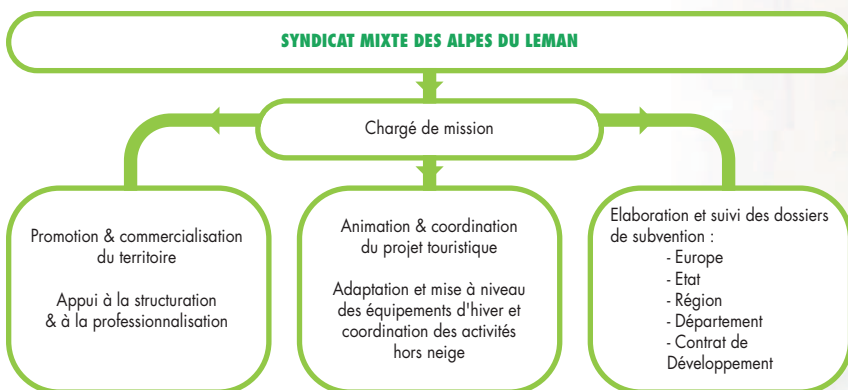 SYNDICAT MIXTE DES ALPES DU LEMAN
Chargé de mission
Promotion & commercialisation
du territoire
Appui à la structuration
& à la professionnalisation
Animation & coordination
du projet touristique
Adaptation et mise à niveau
des équipements d'hiver et
coordination des activités
hors neige
Elaboration et suivi des dossiers
de subvention :
- Europe
- Etat
- Région
- Département
- Contrat de
Développement